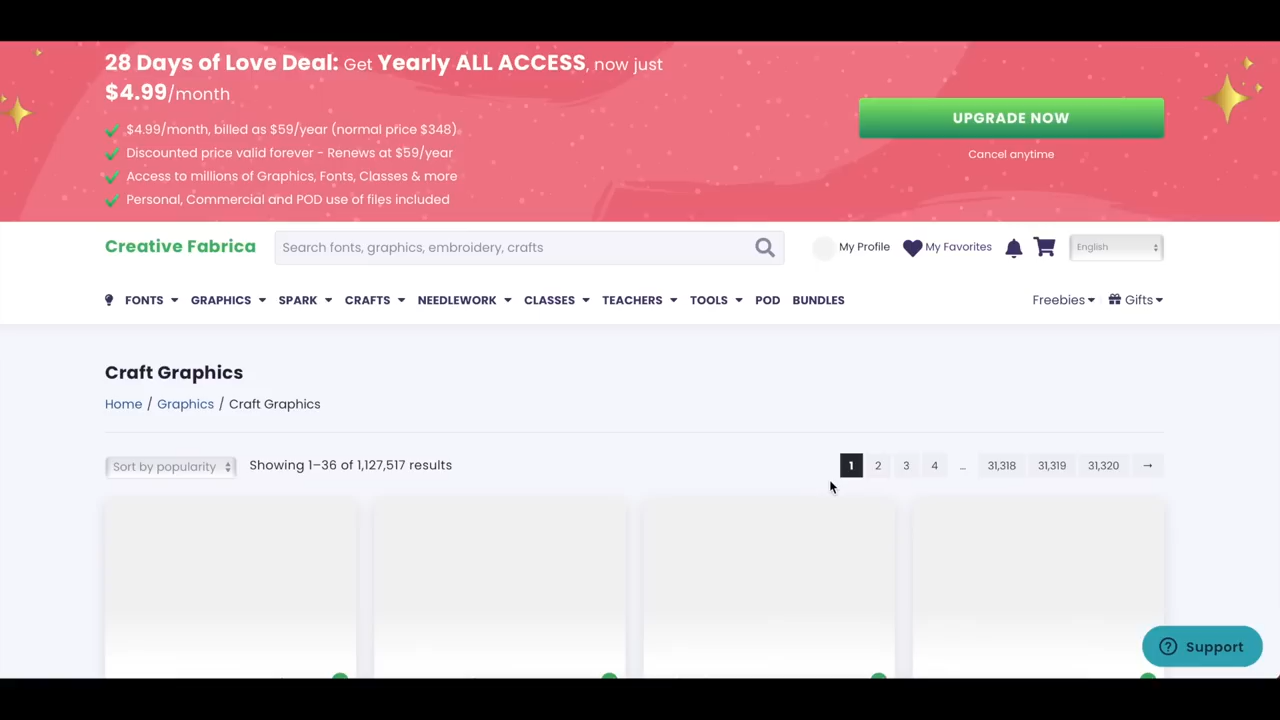 28 Days of Love Deal: Get Yearly ALL ACCESS, now just
$4.99/month
$4.99/month, billed as $59/year (normal price $348).
Discounted price valid forever - Renews at $59/year
Access to millions of Graphics, Fonts, Classes & more
Personal, Commercial and POD use of files included
UPGRADE NOW
Cancel anytime
Creative Fabrica
Search fonts, graphics, embroidery, crafts
My Profile
My Favorites
English
FONTS GRAPHICS SPARK CRAFTS NEEDLEWORK CLASSES TEACHERS TOOLS POD BUNDLES
Freebies Gifts
Craft Graphics
Home / Graphics / Craft Graphics
Sort by popularity Showing 1–36 of 1,127,517 results
1 2 3 4 … 31,318 31,319 31,320 →
Support